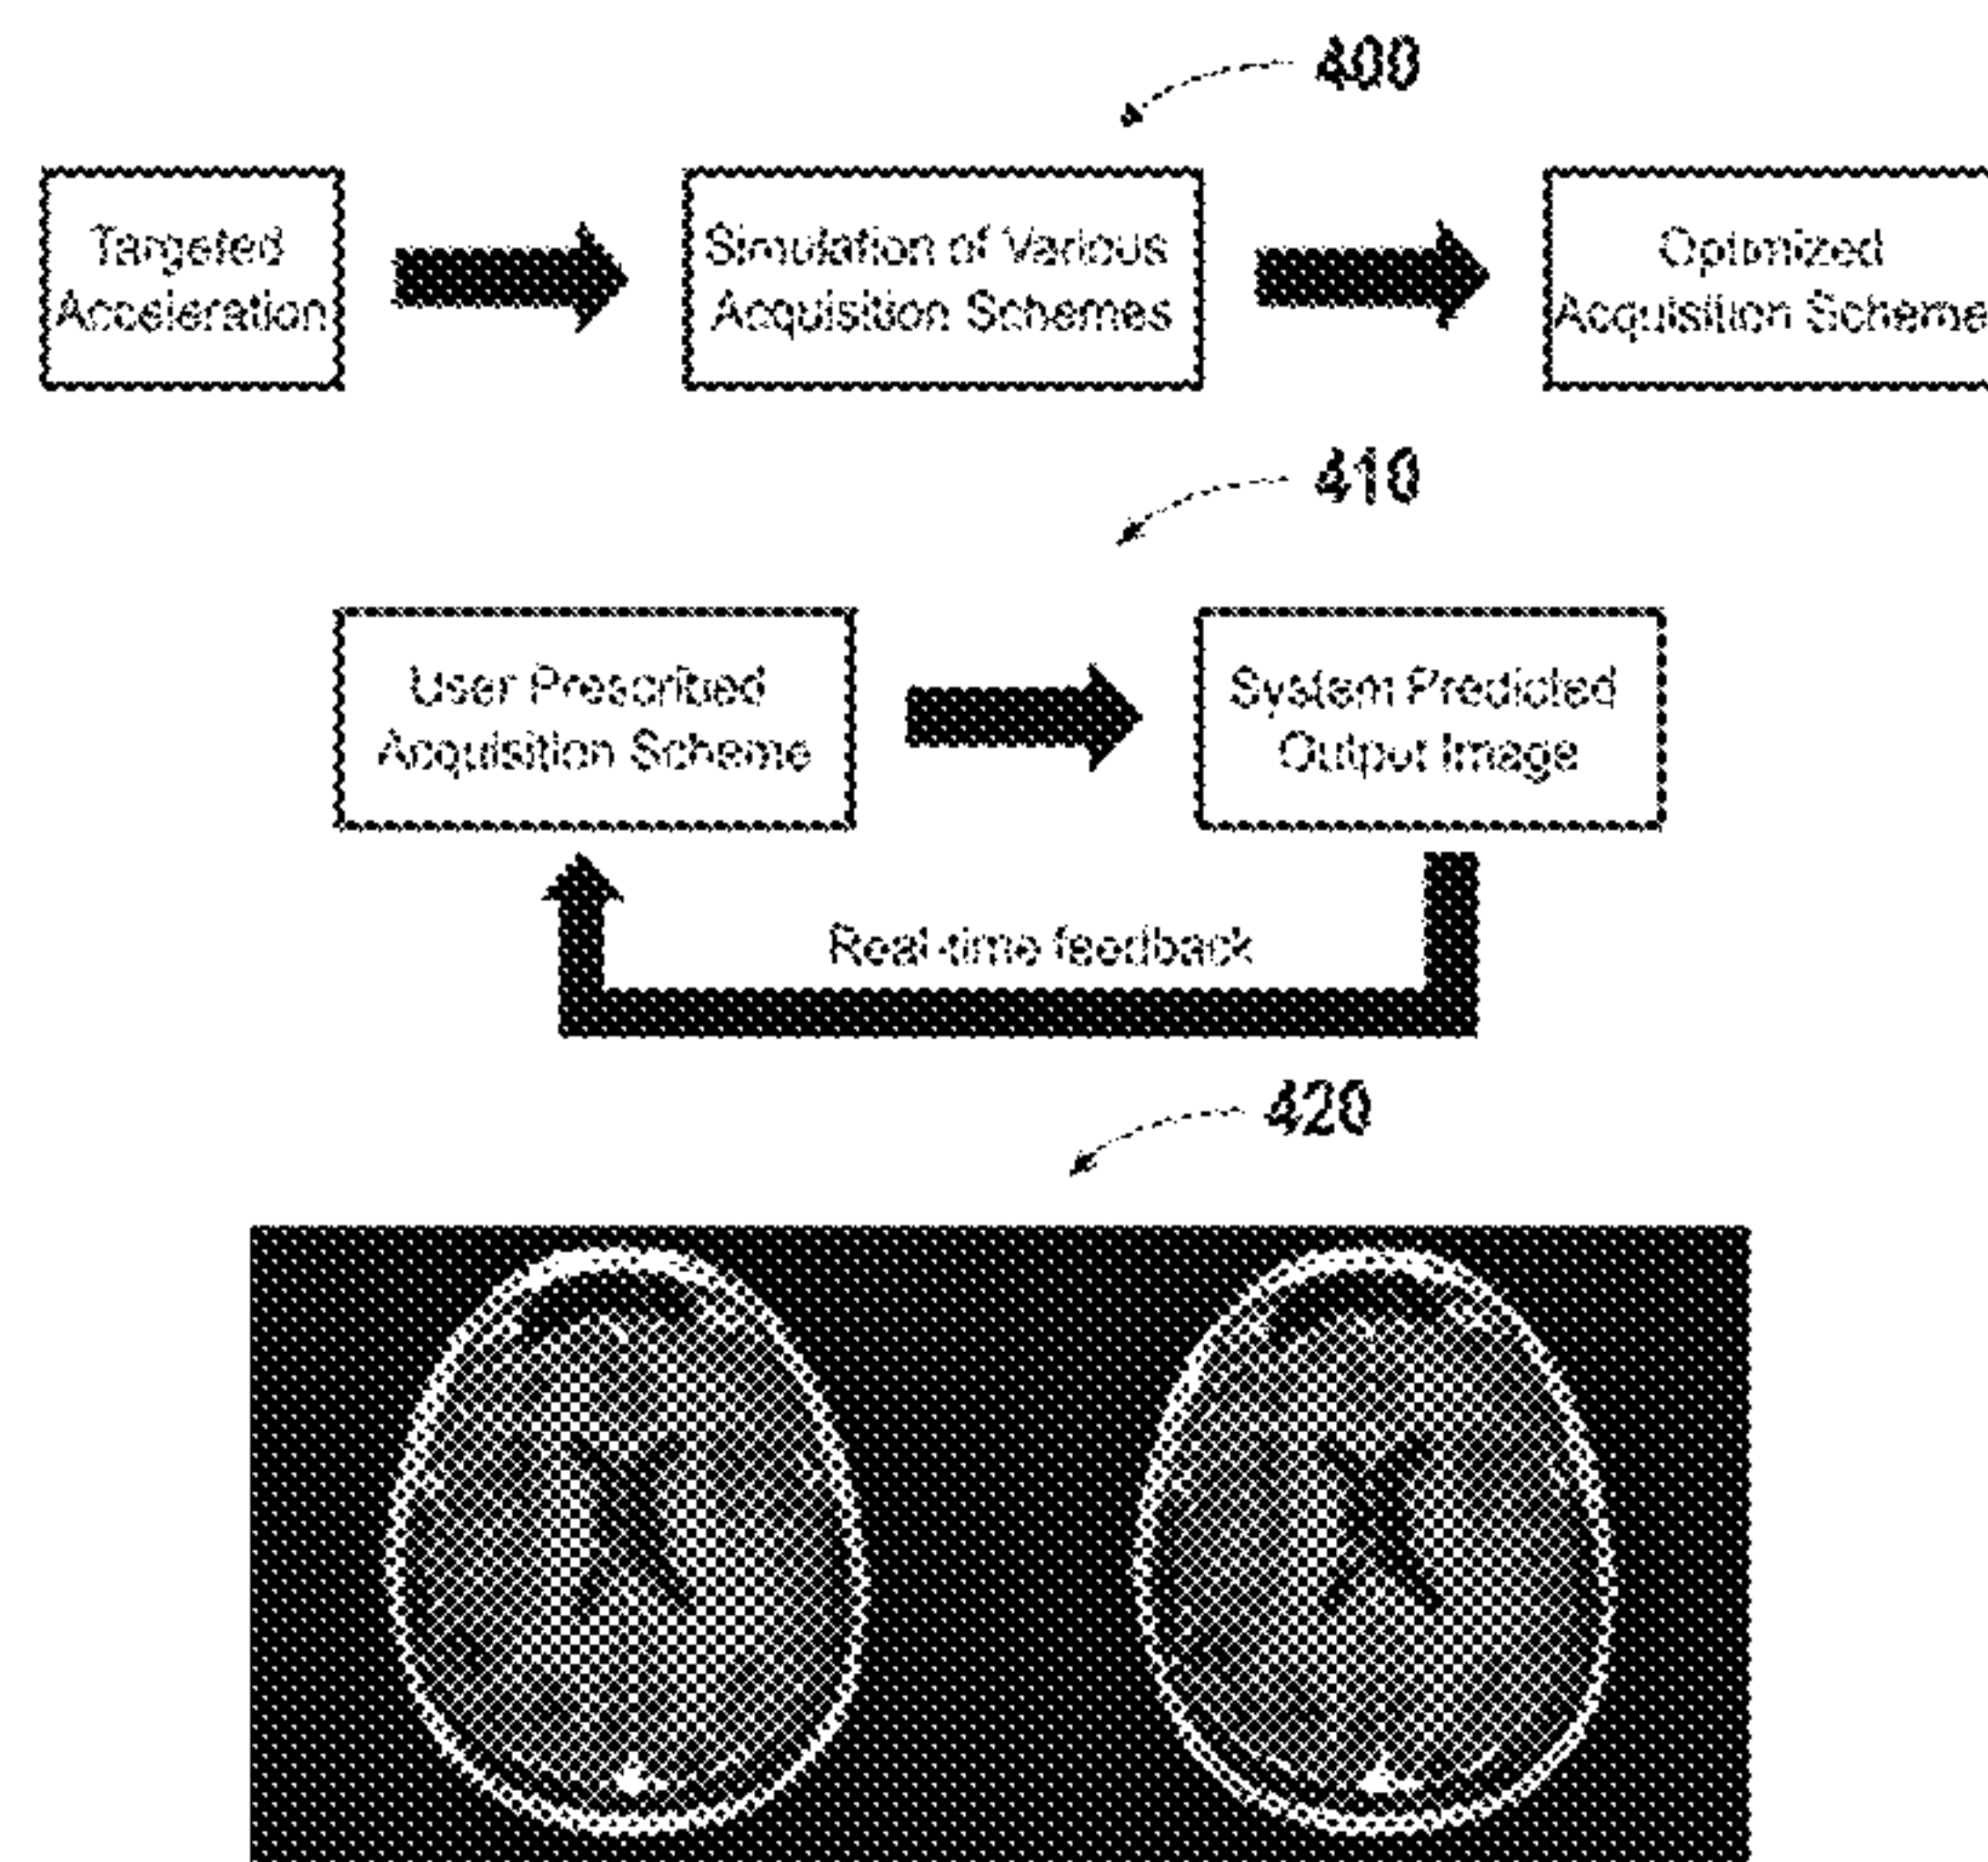 400
Targeted
Acceleration
Simulation of Various
Acquisition Schemes
Optimized
Acquisition Scheme
410
User Prescribed
Acquisition Scheme
System Predicted
Output Image
Real-time feedback
420